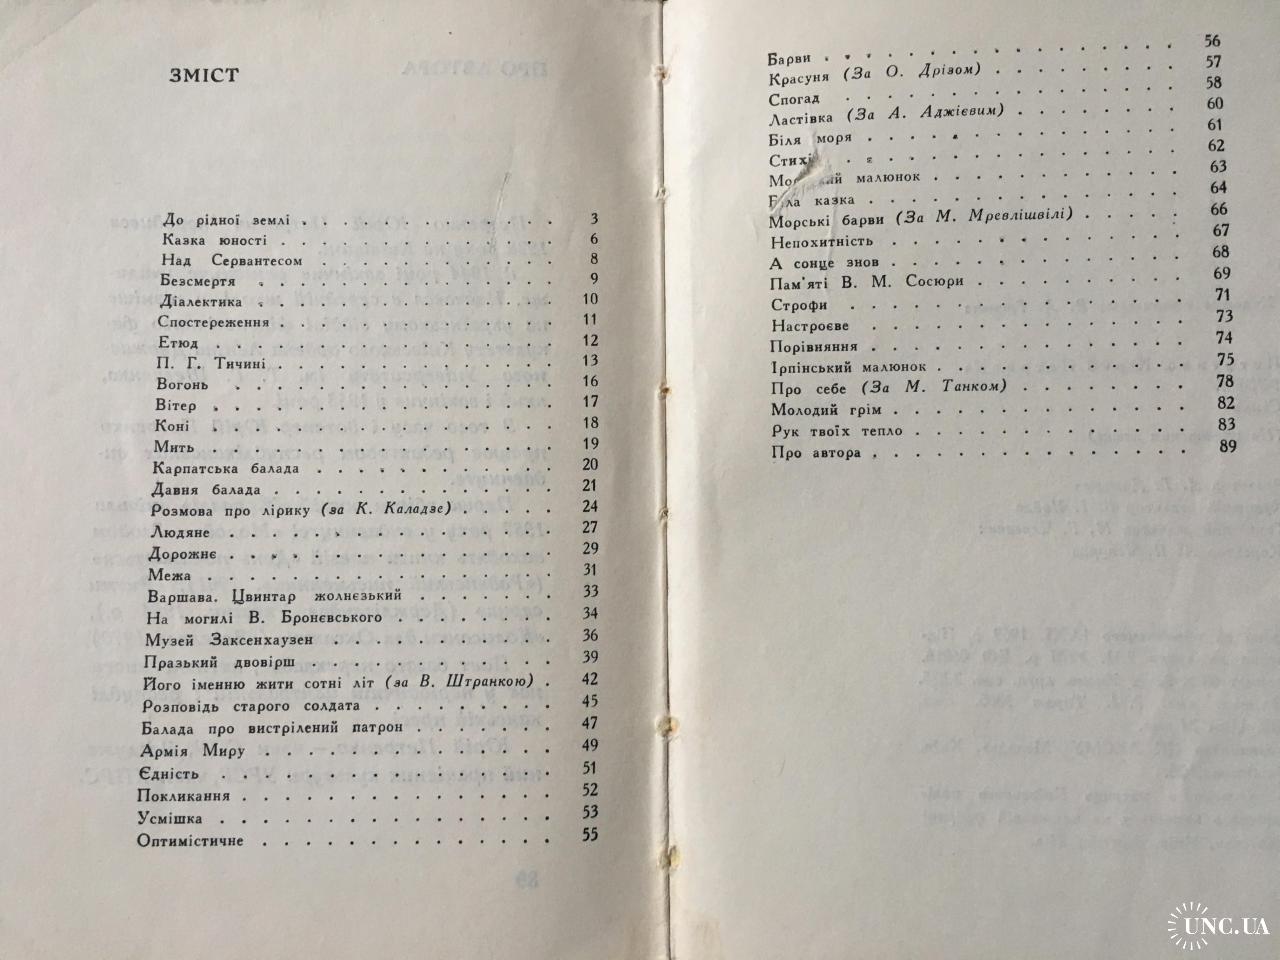 ЗМІСТ
До рідної землі . . . . . . . . . . . 3
Казка юності . . . . . . . . . . . . 6
Над Сервантесом . . . . . . . . . . 8
Безсмертя . . . . . . . . . . . . . 9
Діалектика . . . . . . . . . . . . . 10
Спостереження . . . . . . . . . . . 11
Етюд . . . . . . . . . . . . . . . 12
П. Г. Тичині . . . . . . . . . . . . 13
Вогонь . . . . . . . . . . . . . . 16
Вітер . . . . . . . . . . . . . . . 17
Коні . . . . . . . . . . . . . . . 18
Мить . . . . . . . . . . . . . . . 19
Карпатська балада . . . . . . . . . 20
Давня балада . . . . . . . . . . . . 21
Розмова про лірику (за К. Каладзе) . . . . 24
Людяне . . . . . . . . . . . . . . 27
Дорожнє . . . . . . . . . . . . . . 29
Межа . . . . . . . . . . . . . . . 31
Варшава. Цвинтар жолнєзький . . . . . . 33
На могилі В. Бронєвського . . . . . . . 34
Музей Заксенхаузен . . . . . . . . . 36
Празький двовірш . . . . . . . . . . 39
Його іменню жити сотні літ (за В. Штранкою) . 42
Розповідь старого солдата . . . . . . . . 45
Балада про вистрілений патрон . . . . . . 47
Армія Миру . . . . . . . . . . . . 49
Єдність . . . . . . . . . . . . . . 51
Покликання . . . . . . . . . . . . . 52
Усмішка . . . . . . . . . . . . . . 53
Оптимістичне . . . . . . . . . . . . 55
Барви . . . . . . . . . . . . . . . 56
Красуня (За О. Дрізом) . . . . . . . . 57
Спогад . . . . . . . . . . . . . . 58
Ластівка (За А. Аджієвим) . . . . . . . 60
Біля моря . . . . . . . . . . . . . 61
. . . . . . . . . . . . . . 62
малюнок . . . . . . . . . . 63
Біла казка . . . . . . . . . . . . . 64
Морські барви (За М. Мревлішвілі) . . . . 66
Непохитність . . . . . . . . . . . . 67
А сонце знов . . . . . . . . . . . . 68
Пам'яті В. М. Сосюри . . . . . . . . . 69
Строфи . . . . . . . . . . . . . . 71
Настроєве . . . . . . . . . . . . . 73
Порівняння . . . . . . . . . . . . . 74
Ірпінський малюнок . . . . . . . . . . 75
Про себе (За М. Танком) . . . . . . . 78
Молодий грім . . . . . . . . . . . . 82
Рук твоїх тепло . . . . . . . . . . . 83
Про автора . . . . . . . . . . . . . 89
UNC.UA